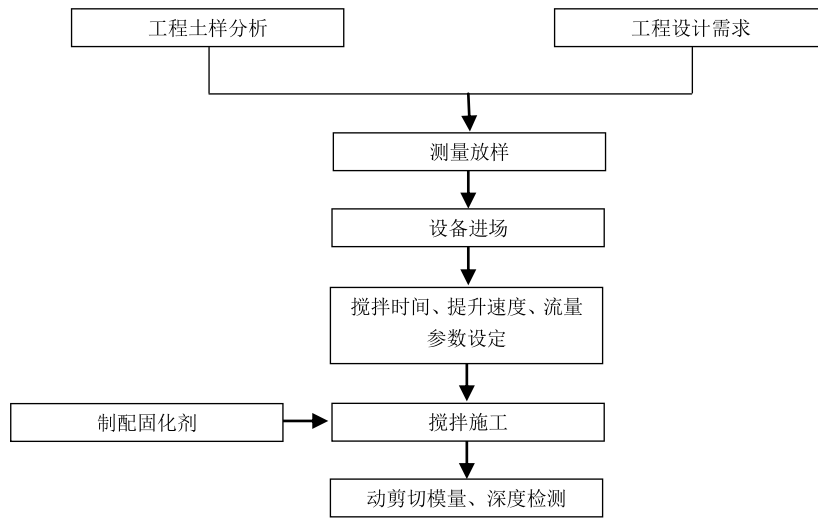 工程土样分析
工程设计需求
测量放样
设备进场
搅拌时间、提升速度、流量
参数设定
制配固化剂
搅拌施工
动剪切模量、深度检测